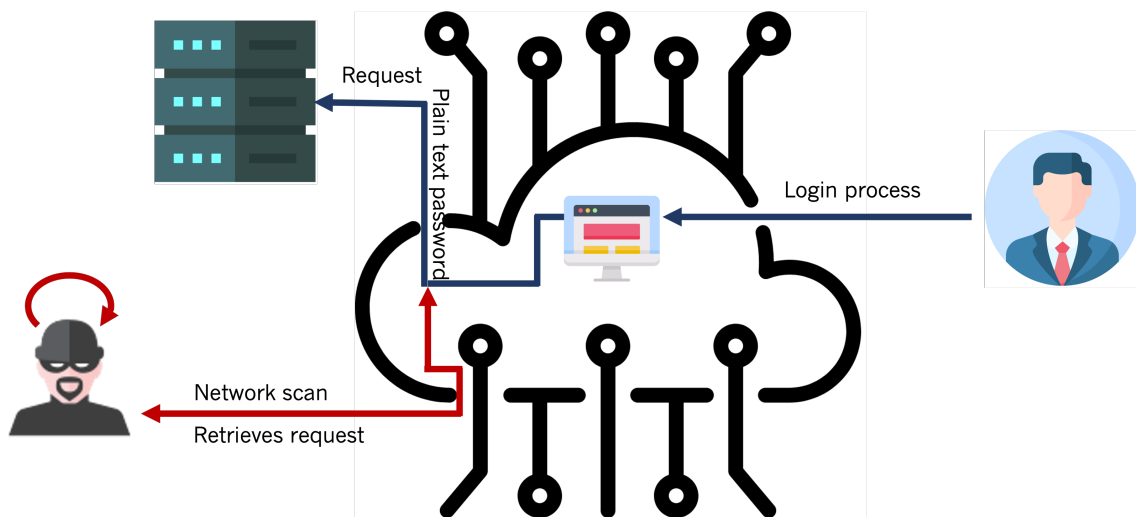 Request
Plain text password
Login process
Network scan
Retrieves request